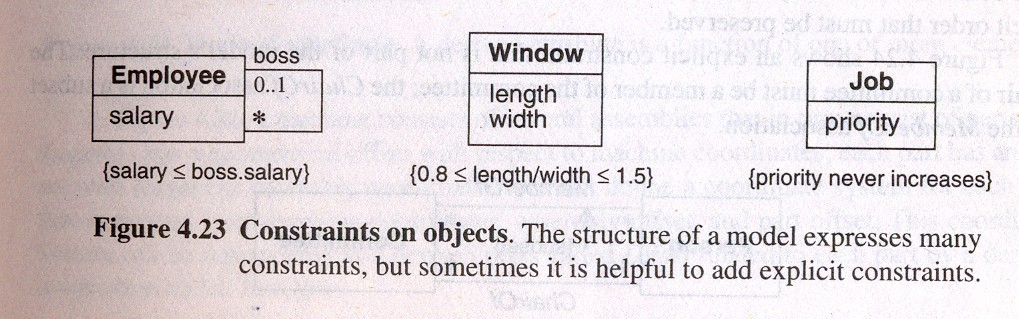 boss
Employee
0.1
salary
*
{salary ≤ boss.salary}
Window
length
width
{0.8 ≤ length/width ≤ 1.5}
Job
priority
{priority never increases}
Figure 4.23 Constraints on objects. The structure of a model expresses many
constraints, but sometimes it is helpful to add explicit constraints.